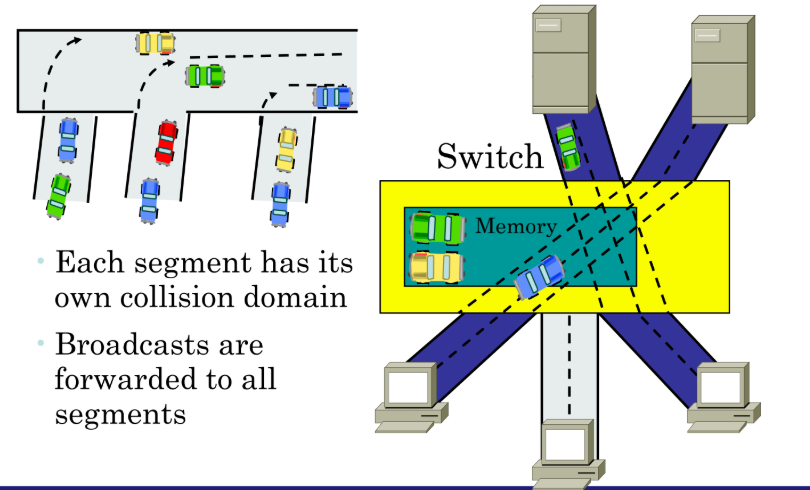 Switch
Memory
• Each segment has its
own collision domain
• Broadcasts are
forwarded to all
segments